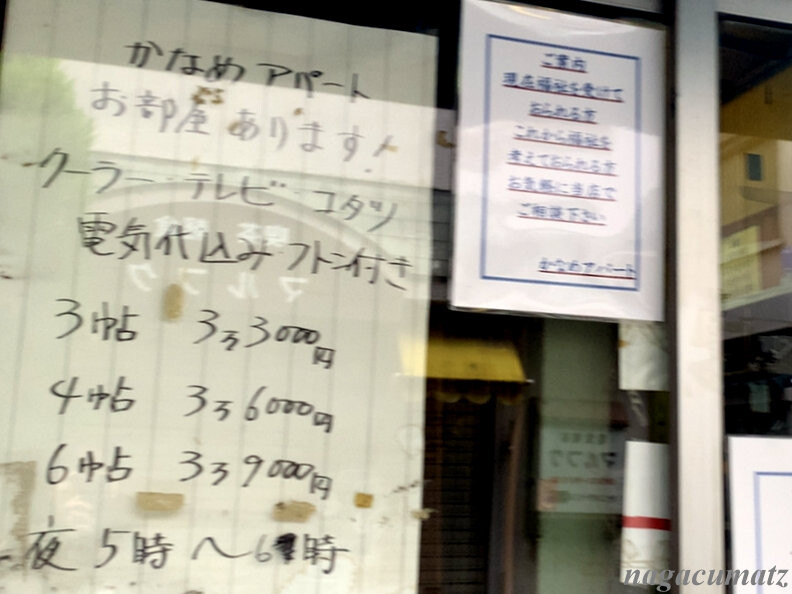 かなめアパート
お部屋あります!
クーラー・テレビ・コタツ
電気代込みフトン付き
3帖 3万3000円
4帖 3万6000円
6帖 3万9000円
夜 5時～6時
ご案内
現在福祉を受けて
おられる方
これから福祉を
考えておられる方
お気軽に当店で
ご相談下さい
かなめアパート
マルフク
nagacumatz